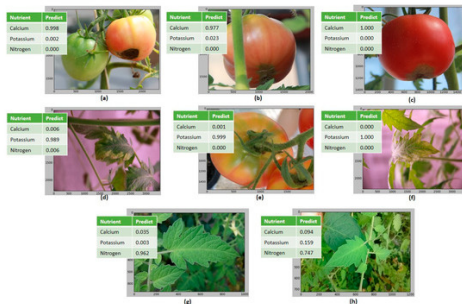 Nutrient Predict
Calcium 0.998
Potassium 0.002
Nitrogen 0.000
(a)
Nutrient Predict
Calcium 0.977
Potassium 0.023
Nitrogen 0.000
(b)
Nutrient Predict
Calcium 1.000
Potassium 0.000
Nitrogen 0.000
(c)
Nutrient Predict
Calcium 0.006
Potassium 0.989
Nitrogen 0.006
(d)
Nutrient Predict
Calcium 0.001
Potassium 0.999
Nitrogen 0.000
(e)
Nutrient Predict
Calcium 0.000
Potassium 1.000
Nitrogen 0.000
(f)
Nutrient Predict
Calcium 0.035
Potassium 0.003
Nitrogen 0.962
(g)
Nutrient Predict
Calcium 0.094
Potassium 0.159
Nitrogen 0.747
(h)